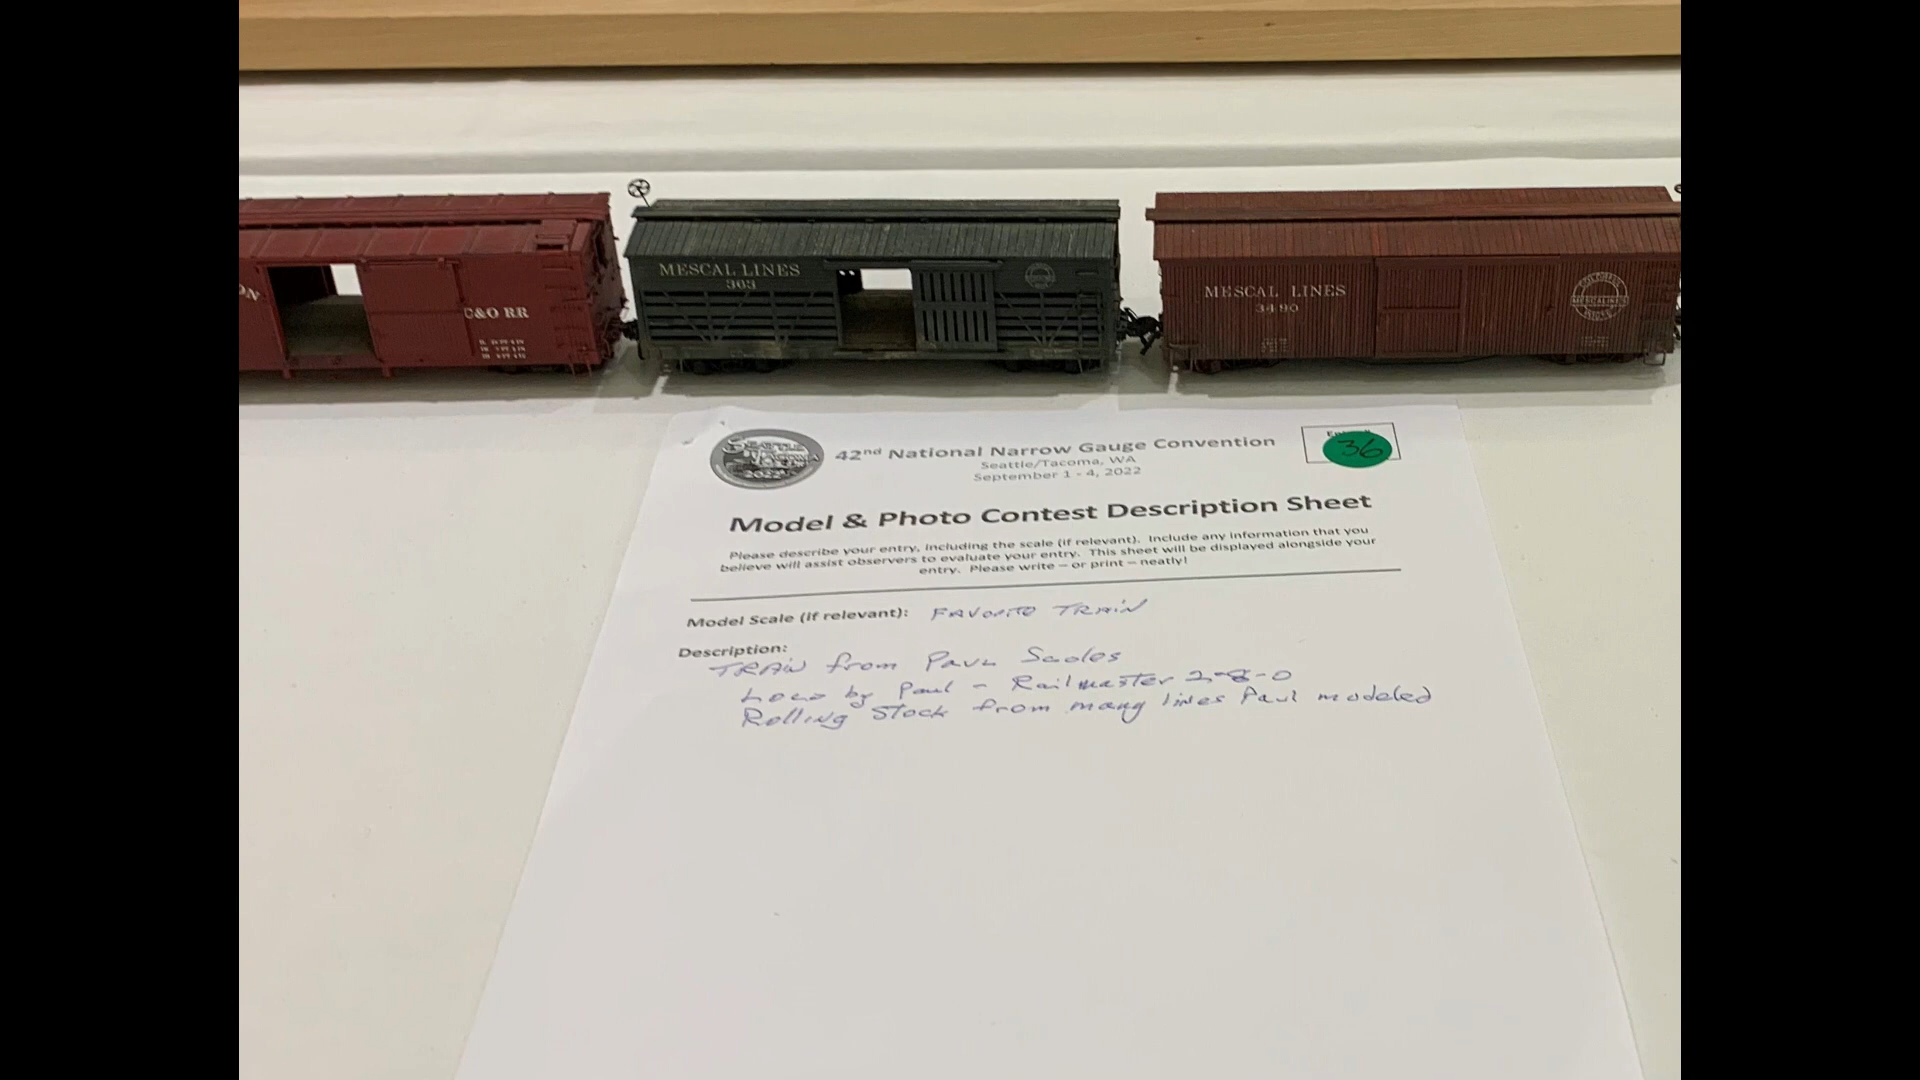 C&O RR
MESCAL LINES
303
MESCAL LINES
3490
MESCALINES
SEATTLE
TACOMA
2022
42nd National Narrow Gauge Convention
Seattle/Tacoma, WA
September 1 - 4, 2022
36
Model & Photo Contest Description Sheet
Please describe your entry, including the scale (if relevant). Include any information that you
believe will assist observers to evaluate your entry. This sheet will be displayed alongside your
entry. Please write – or print – neatly!
Model Scale (if relevant): FAVORITE TRAIN
Description:
TRAIN from PAUL Scoles
Loco by Paul - Railmaster 2-8-0
Rolling Stock from many lines Paul modeled